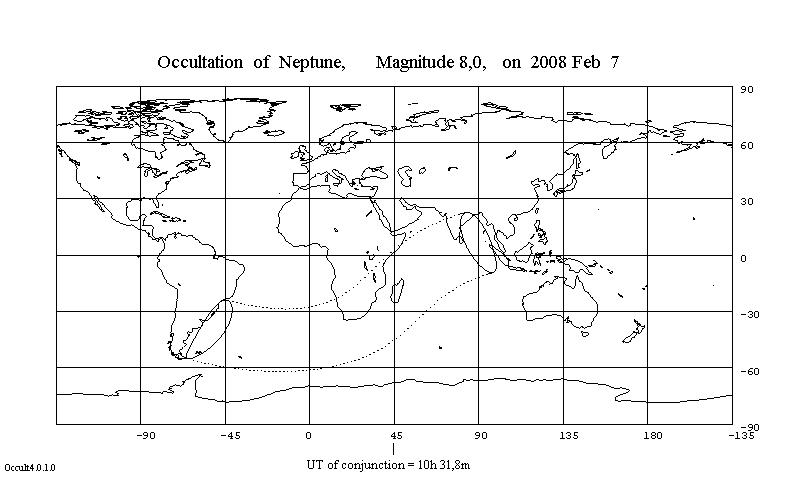 Occultation of Neptune, Magnitude 8,0, on 2008 Feb 7
90
60
30
0
-30
-60
-90
-90 -45 0 45 90 135 180 -135
UT of conjunction = 10h 31,8m
Occult4.0.1.0